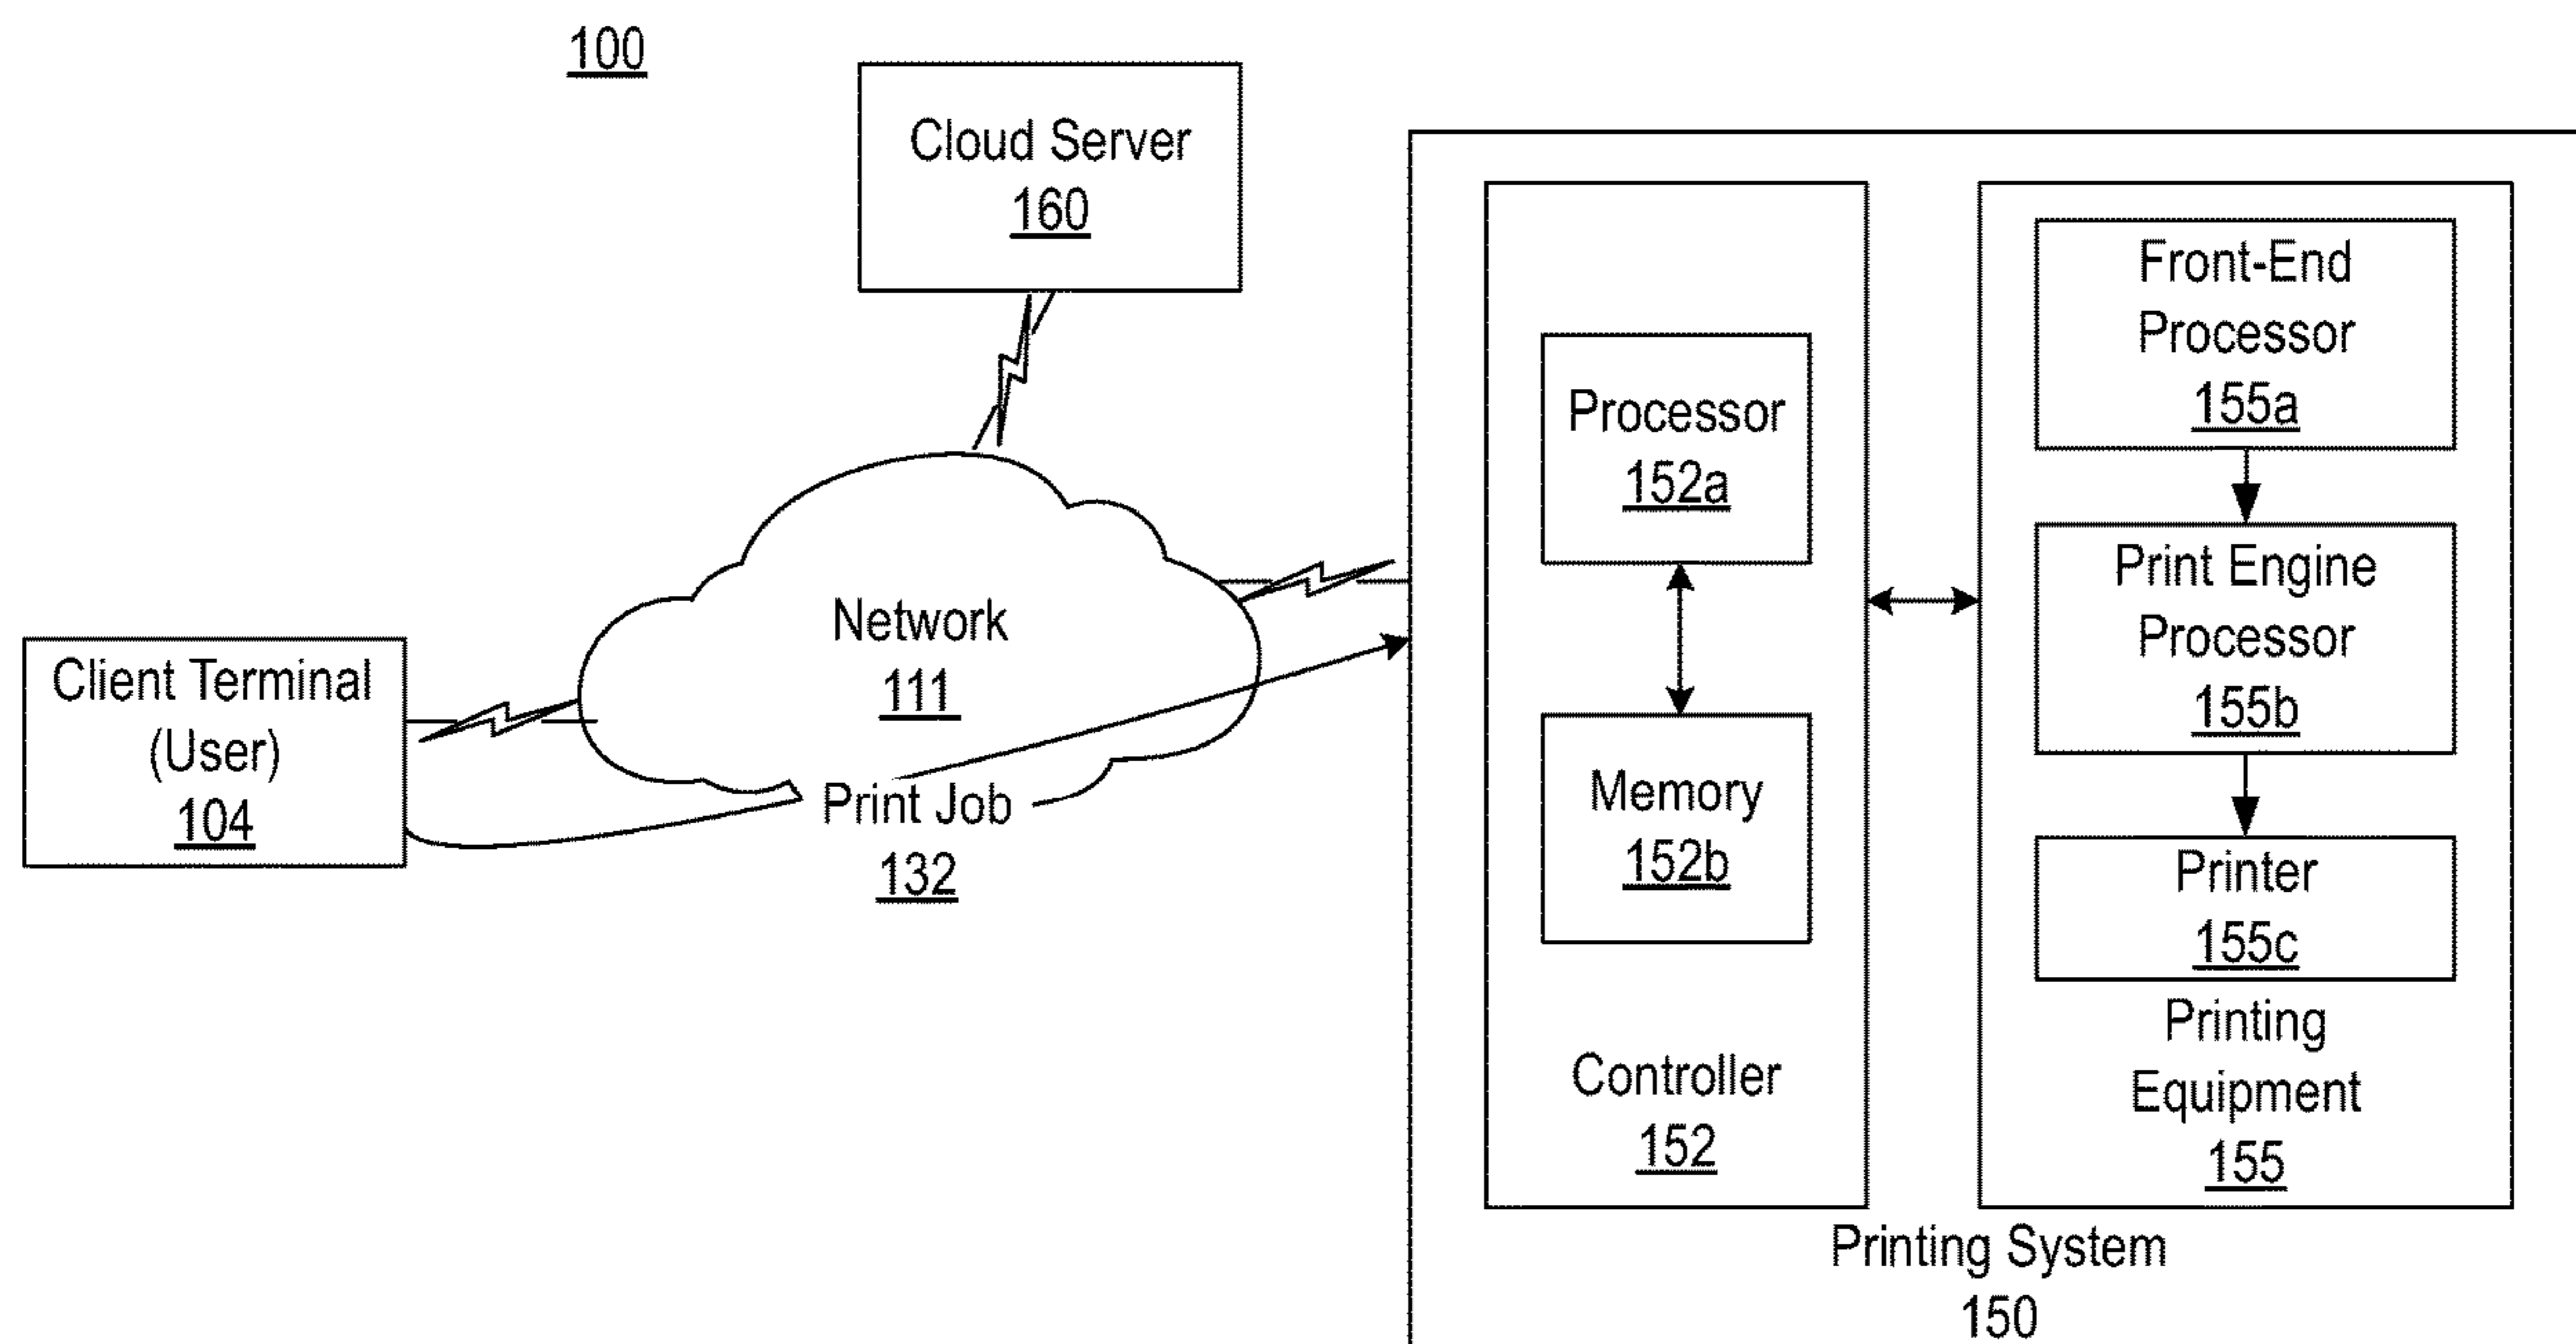 100
Cloud Server
160
Client Terminal
(User)
104
Network
111
Print Job
132
Processor
152a
Memory
152b
Controller
152
Front-End
Processor
155a
Print Engine
Processor
155b
Printer
155c
Printing
Equipment
155
Printing System
150